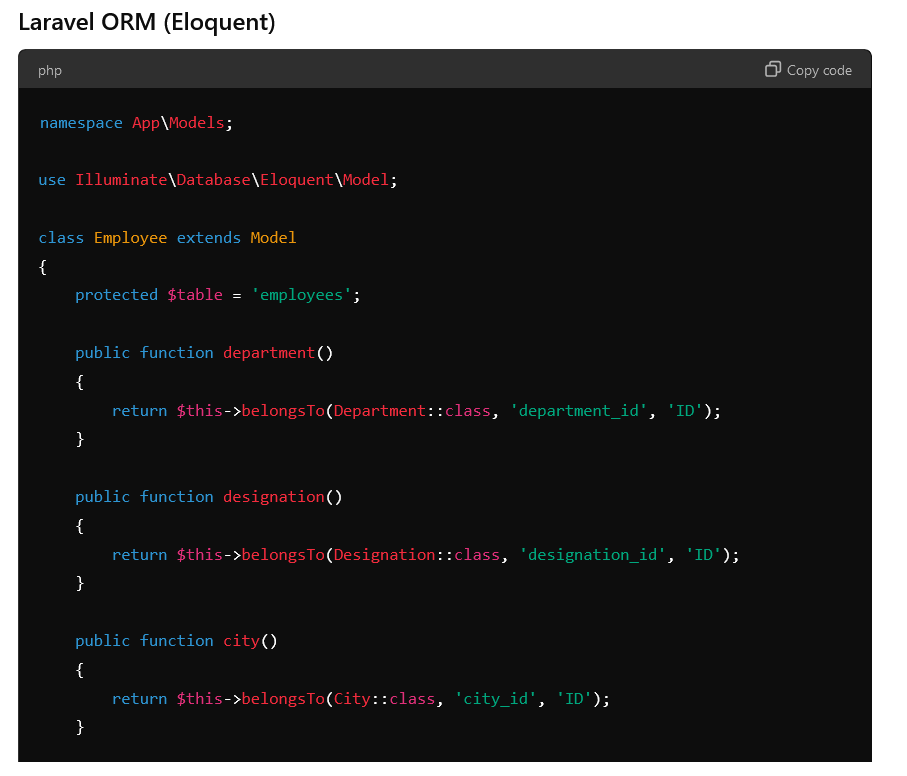 Laravel ORM (Eloquent)
php
Copy code
namespace App\Models;
use Illuminate\Database\Eloquent\Model;
class Employee extends Model
{
    protected $table = 'employees';
    public function department()
    {
        return $this->belongsTo(Department::class, 'department_id', 'ID');
    }
    public function designation()
    {
        return $this->belongsTo(Designation::class, 'designation_id', 'ID');
    }
    public function city()
    {
        return $this->belongsTo(City::class, 'city_id', 'ID');
    }